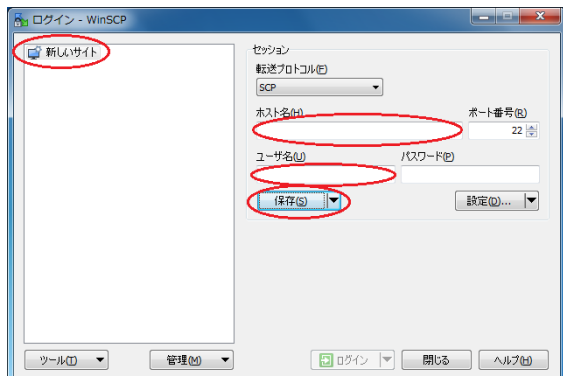 ログイン - WinSCP
新しいサイト
セッション
転送プロトコル(F)
SCP
ホスト名(H) ポート番号(R)
22
ユーザ名(U) パスワード(P)
保存(S) 設定(D)...
ツール(T) 管理(M) ログイン 閉じる ヘルプ(H)